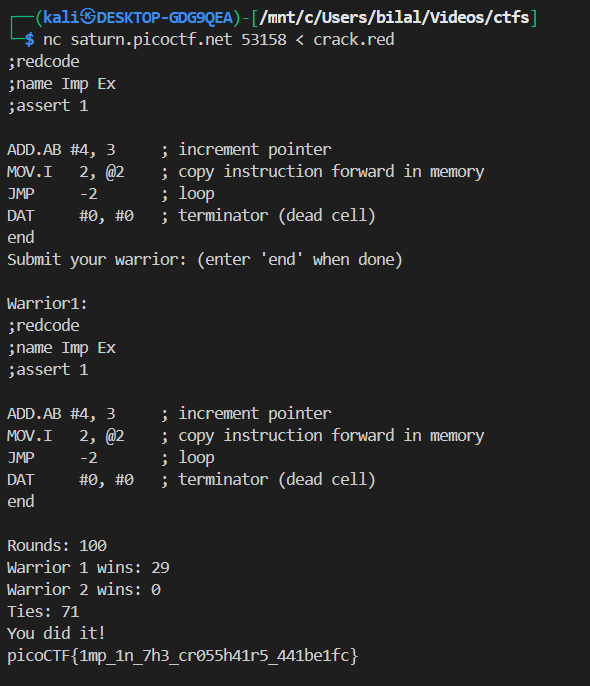 ┌──(kali㉿DESKTOP-GDG9QEA)-[/mnt/c/Users/bilal/Videos/ctfs]
└─$ nc saturn.picoctf.net 53158 < crack.red
;redcode
;name Imp Ex
;assert 1

ADD.AB #4, 3     ; increment pointer
MOV.I   2, @2    ; copy instruction forward in memory
JMP     -2       ; loop
DAT     #0, #0   ; terminator (dead cell)
end
Submit your warrior: (enter 'end' when done)

Warrior1:
;redcode
;name Imp Ex
;assert 1

ADD.AB #4, 3     ; increment pointer
MOV.I   2, @2    ; copy instruction forward in memory
JMP     -2       ; loop
DAT     #0, #0   ; terminator (dead cell)
end

Rounds: 100
Warrior 1 wins: 29
Warrior 2 wins: 0
Ties: 71
You did it!
picoCTF{1mp_1n_7h3_cr055h41r5_441be1fc}